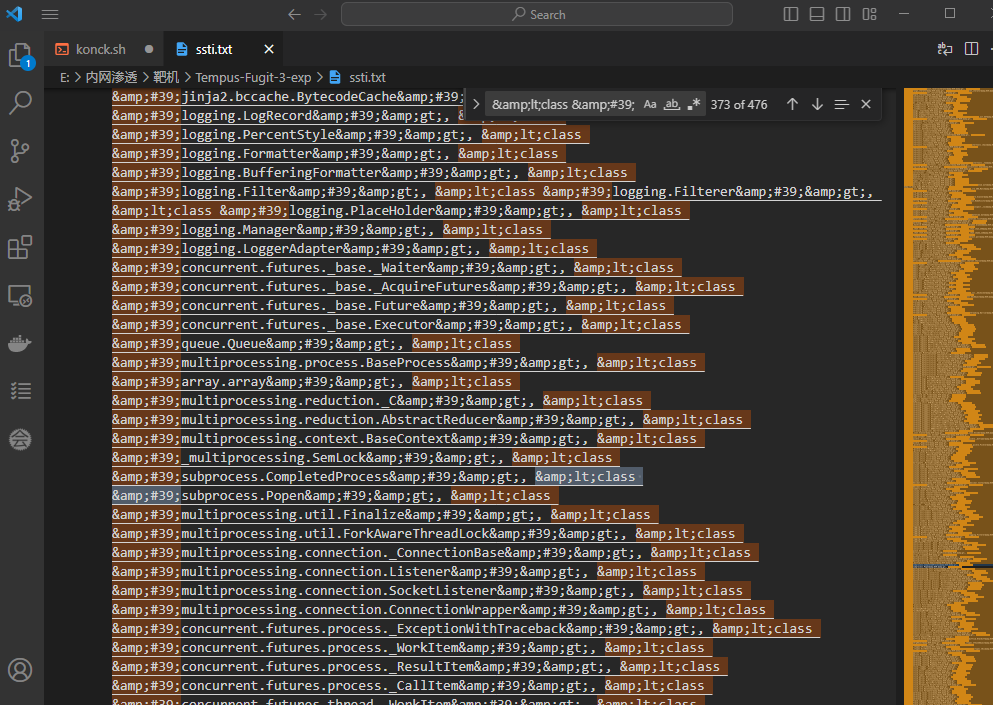 Search
konck.sh
ssti.txt
E: > 内网渗透 > 靶机 > Tempus-Fugit-3-exp > ssti.txt
1
&amp;lt;class &amp;#39;
Aa ab 373 of 476
&amp;#39;jinja2.bccache.BytecodeCache&amp;#39;
&amp;#39;logging.LogRecord&amp;#39;&amp;gt;, &
&amp;#39;logging.PercentStyle&amp;#39;&amp;gt;, &amp;lt;class
&amp;#39;logging.Formatter&amp;#39;&amp;gt;, &amp;lt;class
&amp;#39;logging.BufferingFormatter&amp;#39;&amp;gt;, &amp;lt;class
&amp;#39;logging.Filter&amp;#39;&amp;gt;, &amp;lt;class &amp;#39;logging.Filterer&amp;#39;&amp;gt;,
&amp;lt;class &amp;#39;logging.PlaceHolder&amp;#39;&amp;gt;, &amp;lt;class
&amp;#39;logging.Manager&amp;#39;&amp;gt;, &amp;lt;class
&amp;#39;logging.LoggerAdapter&amp;#39;&amp;gt;, &amp;lt;class
&amp;#39;concurrent.futures._base._Waiter&amp;#39;&amp;gt;, &amp;lt;class
&amp;#39;concurrent.futures._base._AcquireFutures&amp;#39;&amp;gt;, &amp;lt;class
&amp;#39;concurrent.futures._base.Future&amp;#39;&amp;gt;, &amp;lt;class
&amp;#39;concurrent.futures._base.Executor&amp;#39;&amp;gt;, &amp;lt;class
&amp;#39;queue.Queue&amp;#39;&amp;gt;, &amp;lt;class
&amp;#39;multiprocessing.process.BaseProcess&amp;#39;&amp;gt;, &amp;lt;class
&amp;#39;array.array&amp;#39;&amp;gt;, &amp;lt;class
&amp;#39;multiprocessing.reduction._C&amp;#39;&amp;gt;, &amp;lt;class
&amp;#39;multiprocessing.reduction.AbstractReducer&amp;#39;&amp;gt;, &amp;lt;class
&amp;#39;multiprocessing.context.BaseContext&amp;#39;&amp;gt;, &amp;lt;class
&amp;#39;_multiprocessing.SemLock&amp;#39;&amp;gt;, &amp;lt;class
&amp;#39;subprocess.CompletedProcess&amp;#39;&amp;gt;, &amp;lt;class
&amp;#39;subprocess.Popen&amp;#39;&amp;gt;, &amp;lt;class
&amp;#39;multiprocessing.util.Finalize&amp;#39;&amp;gt;, &amp;lt;class
&amp;#39;multiprocessing.util.ForkAwareThreadLock&amp;#39;&amp;gt;, &amp;lt;class
&amp;#39;multiprocessing.connection._ConnectionBase&amp;#39;&amp;gt;, &amp;lt;class
&amp;#39;multiprocessing.connection.Listener&amp;#39;&amp;gt;, &amp;lt;class
&amp;#39;multiprocessing.connection.SocketListener&amp;#39;&amp;gt;, &amp;lt;class
&amp;#39;multiprocessing.connection.ConnectionWrapper&amp;#39;&amp;gt;, &amp;lt;class
&amp;#39;concurrent.futures.process._ExceptionWithTraceback&amp;#39;&amp;gt;, &amp;lt;class
&amp;#39;concurrent.futures.process._WorkItem&amp;#39;&amp;gt;, &amp;lt;class
&amp;#39;concurrent.futures.process._ResultItem&amp;#39;&amp;gt;, &amp;lt;class
&amp;#39;concurrent.futures.process._CallItem&amp;#39;&amp;gt;, &amp;lt;class
&amp;#39;concurrent.futures.thread._WorkItem&amp;#39;&amp;gt;, &amp;lt;class